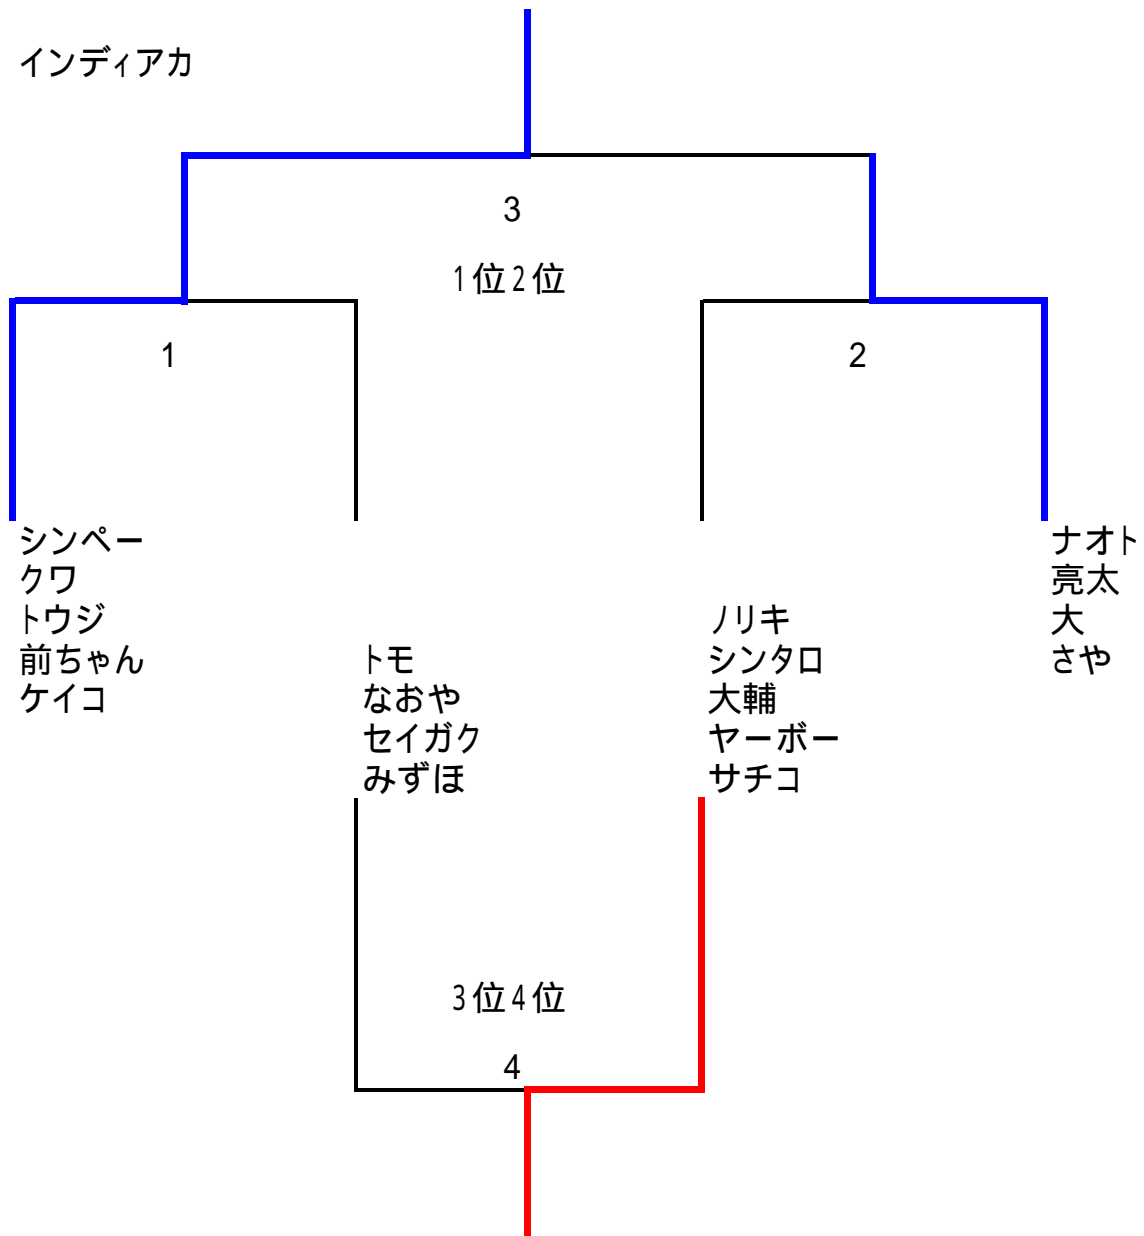 インディアカ
3
1位2位
1
2
シンペー
クワ
トウジ
前ちゃん
ケイコ
トモ
なおや
セイガク
みずほ
ノリキ
シンタロ
大輔
ヤーボー
サチコ
ナオト
亮太
大
さや
3位4位
4